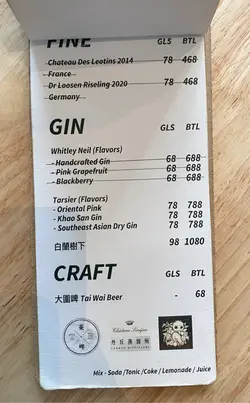 FINE GLS BTL
Chateau Des Leotins 2014 78 468
France
Dr Loosen Riseling 2020 78 468
Germany
GIN GLS BTL
Whitley Neil (Flavors)
- Handcrafted Gin 68 688
- Pink Grapefruit 68 688
- Blackberry 68 688
Tarsier (Flavors)
- Oriental Pink 78 788
- Khao San Gin 78 788
- Southeast Asian Dry Gin 78 788
白蘭樹下 98 1080
CRAFT GLS BTL
大圍啤 Tai Wai Beer - 68
Mix - Soda /Tonic /Coke / Lemonade / Juice